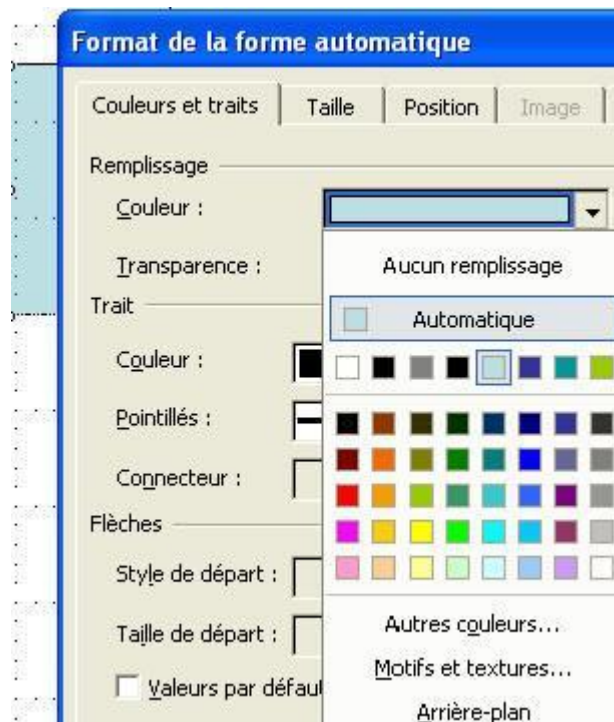 Format de la forme automatique
Couleurs et traits Taille Position Image
Remplissage
Couleur :
Transparence :
Aucun remplissage
Automatique
Trait
Couleur :
Pointillés :
Connecteur :
Flèches
Style de départ :
Taille de départ :
Valeurs par défaut
Autres couleurs...
Motifs et textures...
Arrière-plan